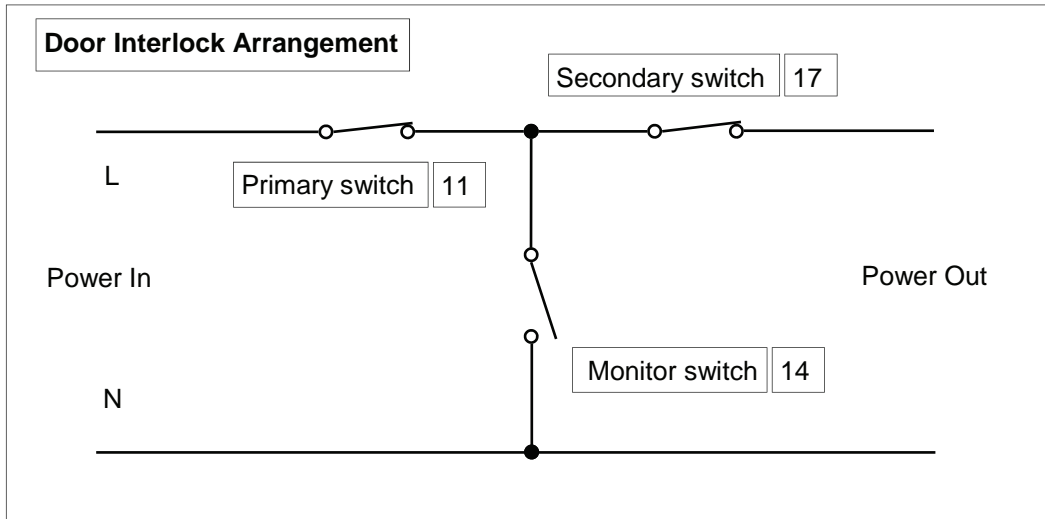 Door Interlock Arrangement
Secondary switch 17
L
Primary switch 11
Power In
Power Out
Monitor switch 14
N